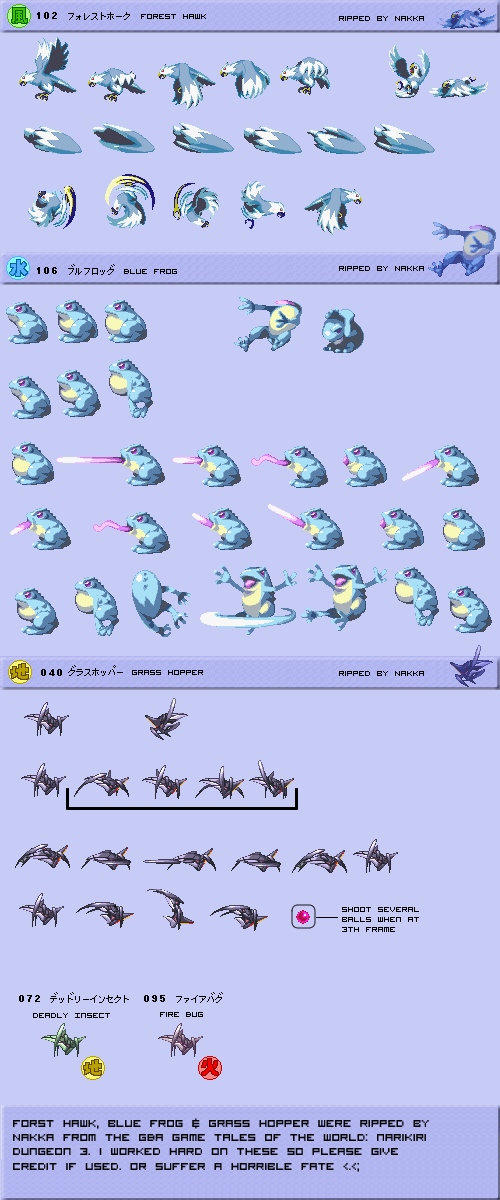 風 102 フォレストホーク FOREST HAWK RIPPED BY NAKKA
水 106 ブルフロッグ BLUE FROG RIPPED BY NAKKA
地 040 グラスホッパー GRASS HOPPER RIPPED BY NAKKA
SHOOT SEVERAL
BALLS WHEN AT
3TH FRAME
072 デッドリーインセクト 095 ファイアバグ
DEADLY INSECT FIRE BUG
地 火
FORST HAWK, BLUE FROG & GRASS HOPPER WERE RIPPED BY
NAKKA FROM THE GBA GAME TALES OF THE WORLD: NARIKIRI
DUNGEON 3. I WORKED HARD ON THESE SO PLEASE GIVE
CREDIT IF USED. OR SUFFER A HORRIBLE FATE <.<;